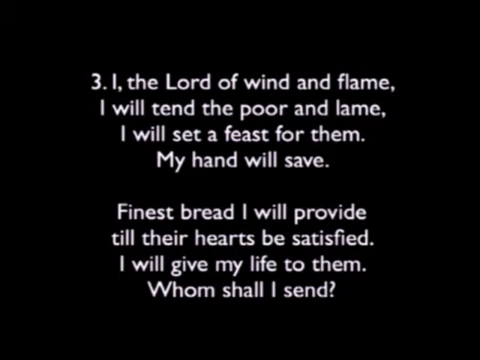 3. I, the Lord of wind and flame,
I will tend the poor and lame,
I will set a feast for them.
My hand will save.
Finest bread I will provide
till their hearts be satisfied.
I will give my life to them.
Whom shall I send?